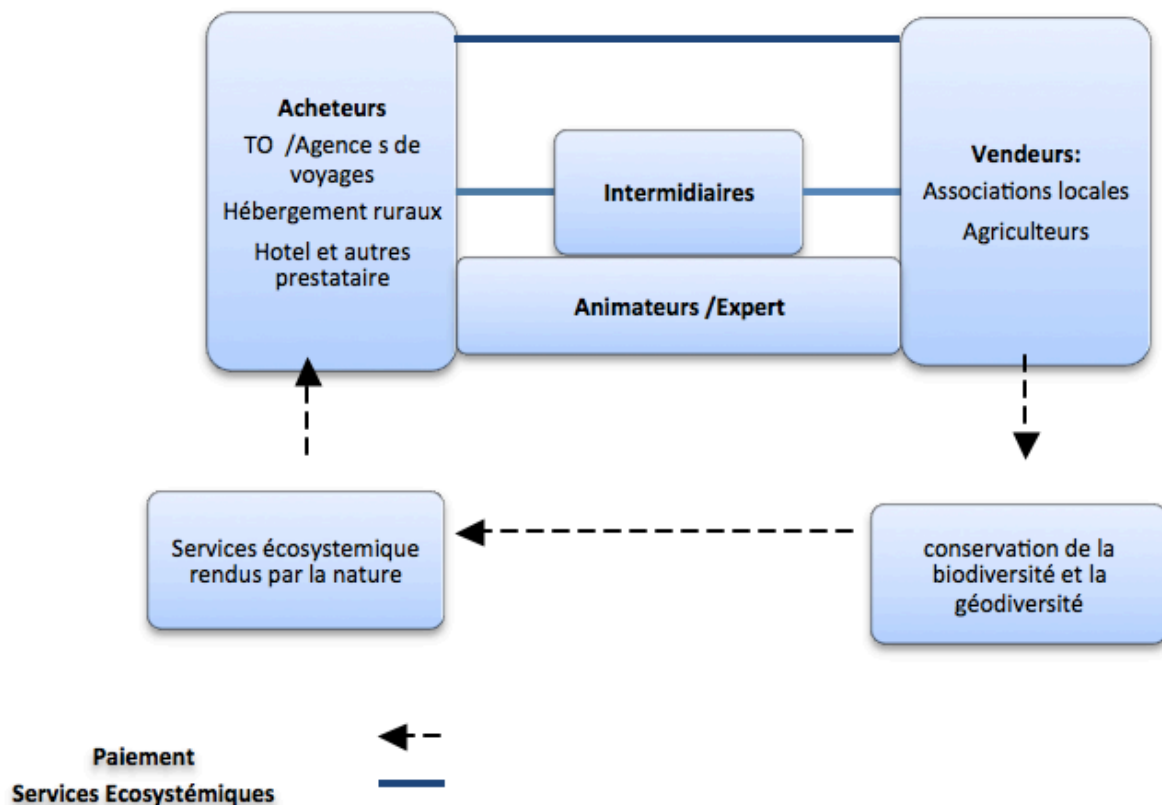 Acheteurs
TO /Agence s de
voyages
Hébergement ruraux
Hotel et autres
prestataire
Intermidiaires
Animateurs /Expert
Vendeurs:
Associations locales
Agriculteurs
Services écosystemique
rendus par la nature
conservation de la
biodiversité et la
géodiversité
Paiement
Services Ecosystémiques